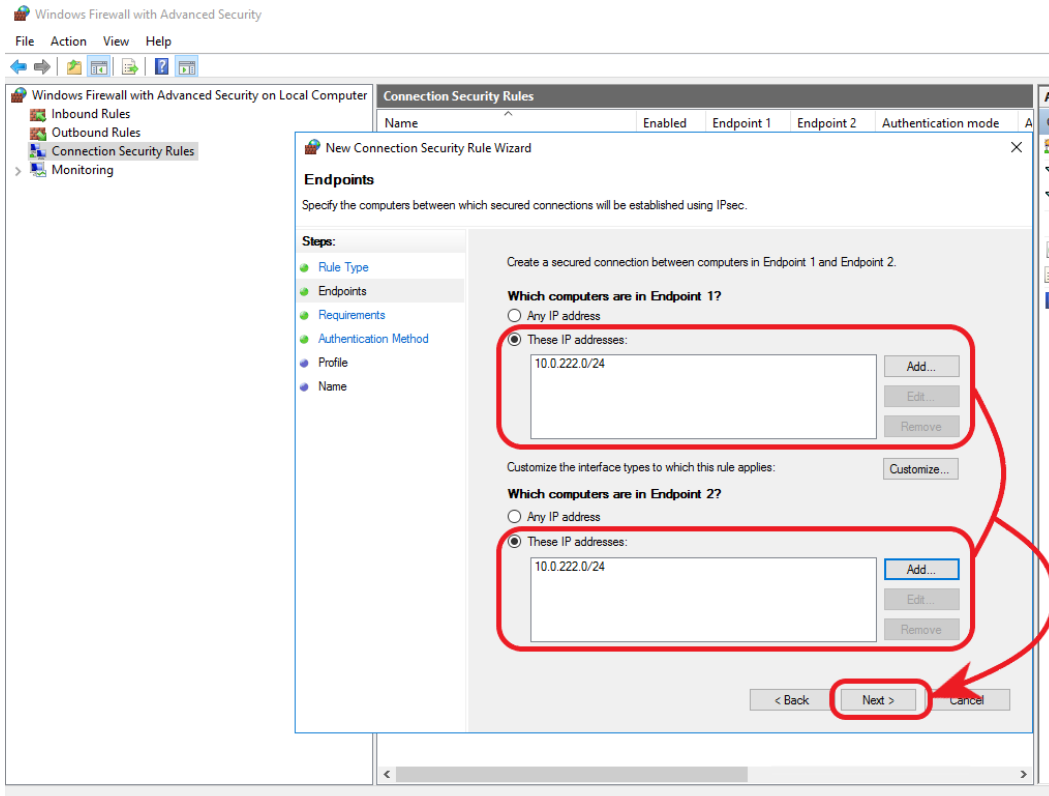 Windows Firewall with Advanced Security
File Action View Help
Windows Firewall with Advanced Security on Local Computer
Inbound Rules
Outbound Rules
Connection Security Rules
Monitoring
Connection Security Rules
Name Enabled Endpoint 1 Endpoint 2 Authentication mode A
New Connection Security Rule Wizard
Endpoints
Specify the computers between which secured connections will be established using IPsec.
Steps:
Rule Type
Endpoints
Requirements
Authentication Method
Profile
Name
Create a secured connection between computers in Endpoint 1 and Endpoint 2.
Which computers are in Endpoint 1?
Any IP address
These IP addresses:
10.0.222.0/24
Add...
Edit...
Remove
Customize the interface types to which this rule applies:
Customize...
Which computers are in Endpoint 2?
Any IP address
These IP addresses:
10.0.222.0/24
Add...
Edit...
Remove
< Back Next > Cancel